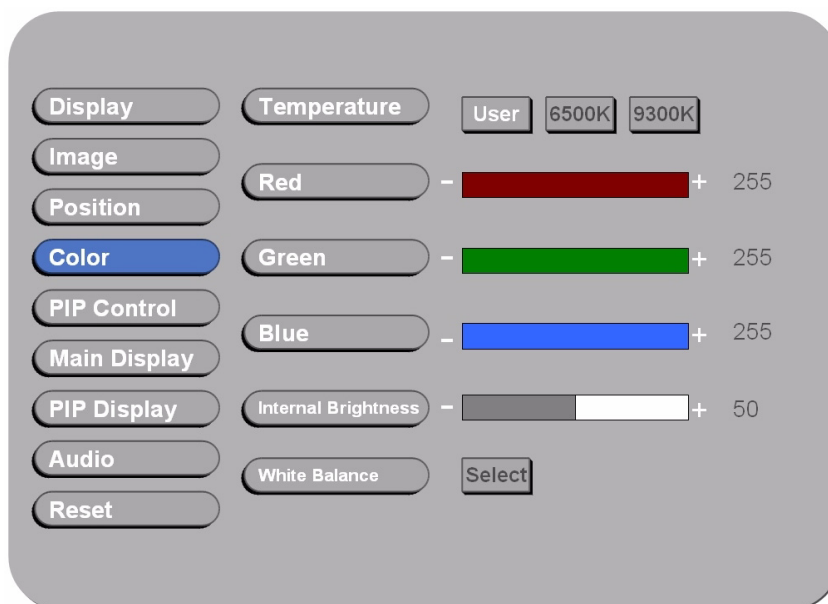 Display
Image
Position
Color
PIP Control
Main Display
PIP Display
Audio
Reset
Temperature User 6500K 9300K
Red - + 255
Green - + 255
Blue - + 255
Internal Brightness - + 50
White Balance Select